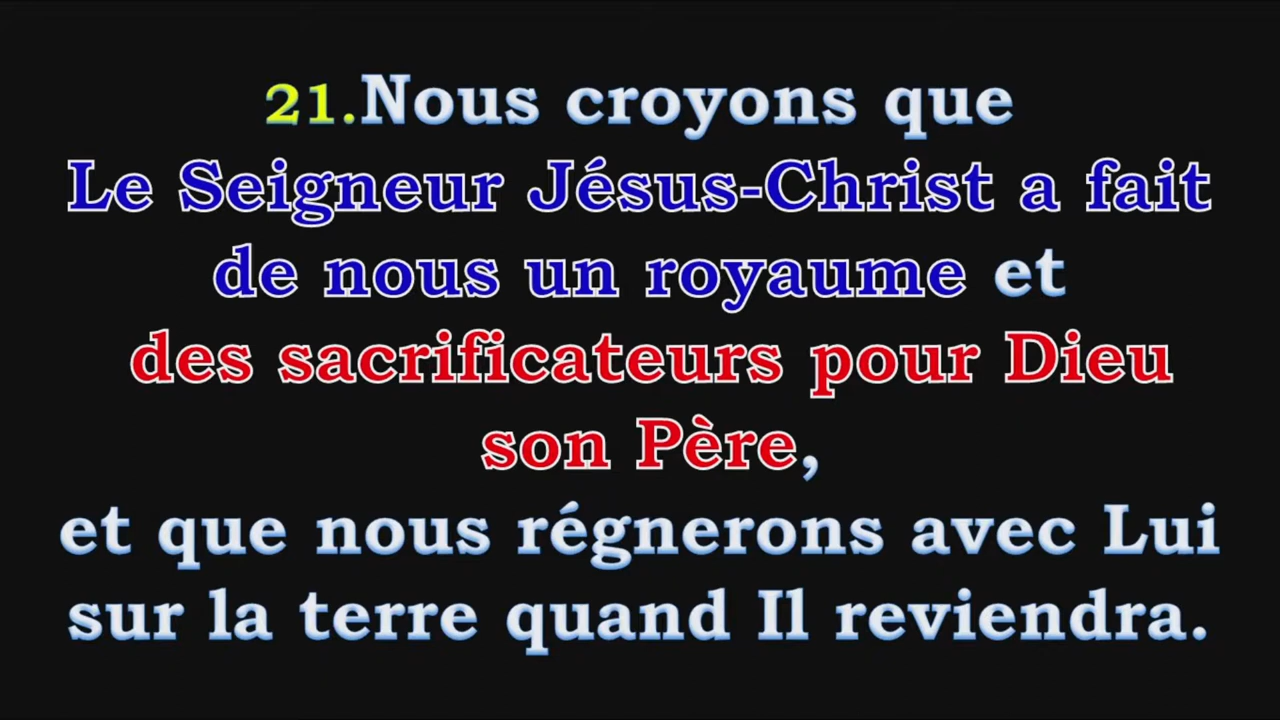 21.Nous croyons que
Le Seigneur Jésus-Christ a fait
de nous un royaume et
des sacrificateurs pour Dieu
son Père,
et que nous régnerons avec Lui
sur la terre quand Il reviendra.